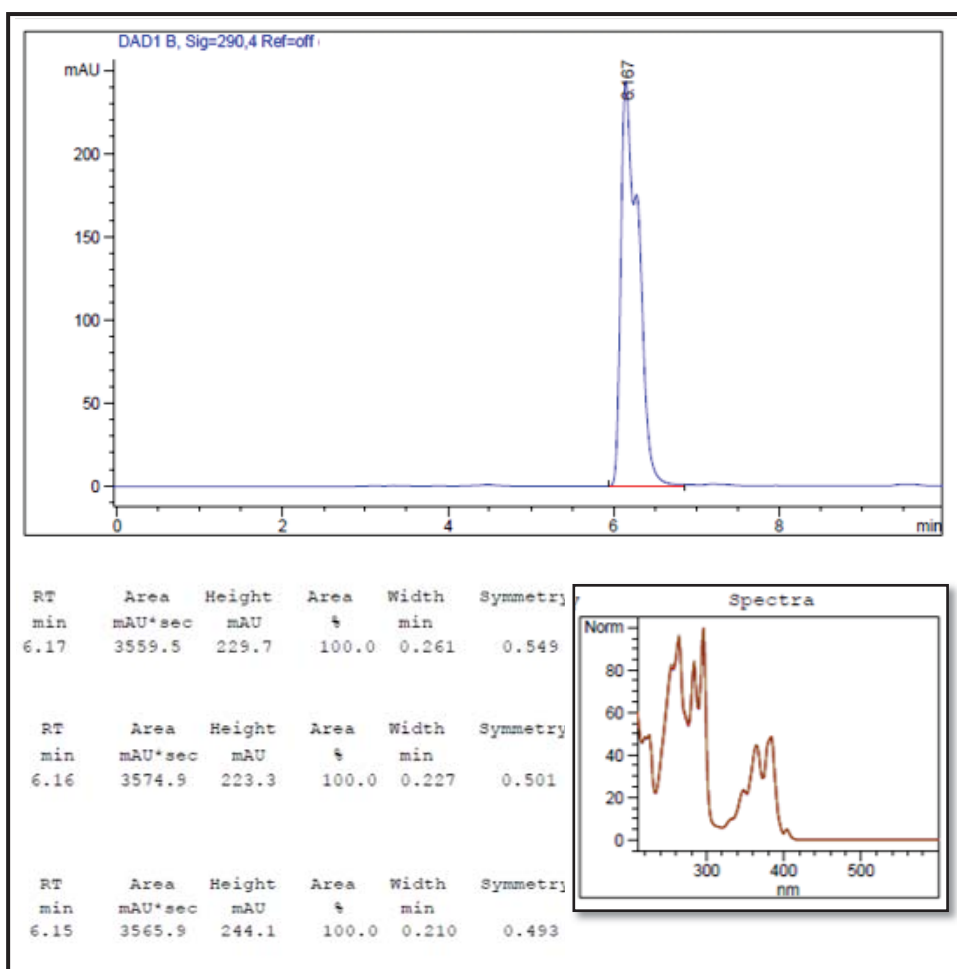 DAD1 B, Sig=290,4 Ref=off
mAU
6.167
200
150
100
50
0
0 2 4 6 8 min
RT Area Height Area Width Symmetry
min mAU*sec mAU % min
6.17 3559.5 229.7 100.0 0.261 0.549
RT Area Height Area Width Symmetry
min mAU*sec mAU % min
6.16 3574.9 223.3 100.0 0.227 0.501
RT Area Height Area Width Symmetry
min mAU*sec mAU % min
6.15 3565.9 244.1 100.0 0.210 0.493
Spectra
Norm
80
60
40
20
0
300 400 500
nm